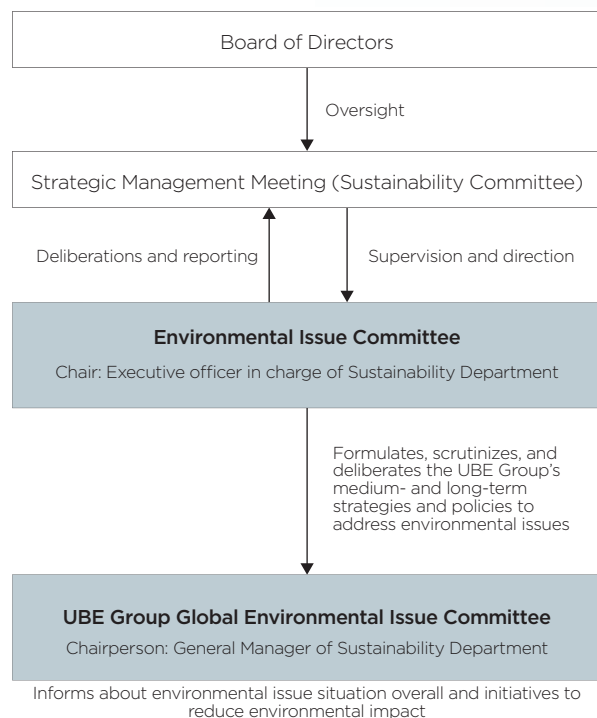 Board of Directors
Oversight
Strategic Management Meeting (Sustainability Committee)
Deliberations and reporting
Supervision and direction
Environmental Issue Committee
Chair: Executive officer in charge of Sustainability Department
Formulates, scrutinizes, and
deliberates the UBE Group’s
medium- and long-term
strategies and policies to
address environmental issues
UBE Group Global Environmental Issue Committee
Chairperson: General Manager of Sustainability Department
Informs about environmental issue situation overall and initiatives to
reduce environmental impact